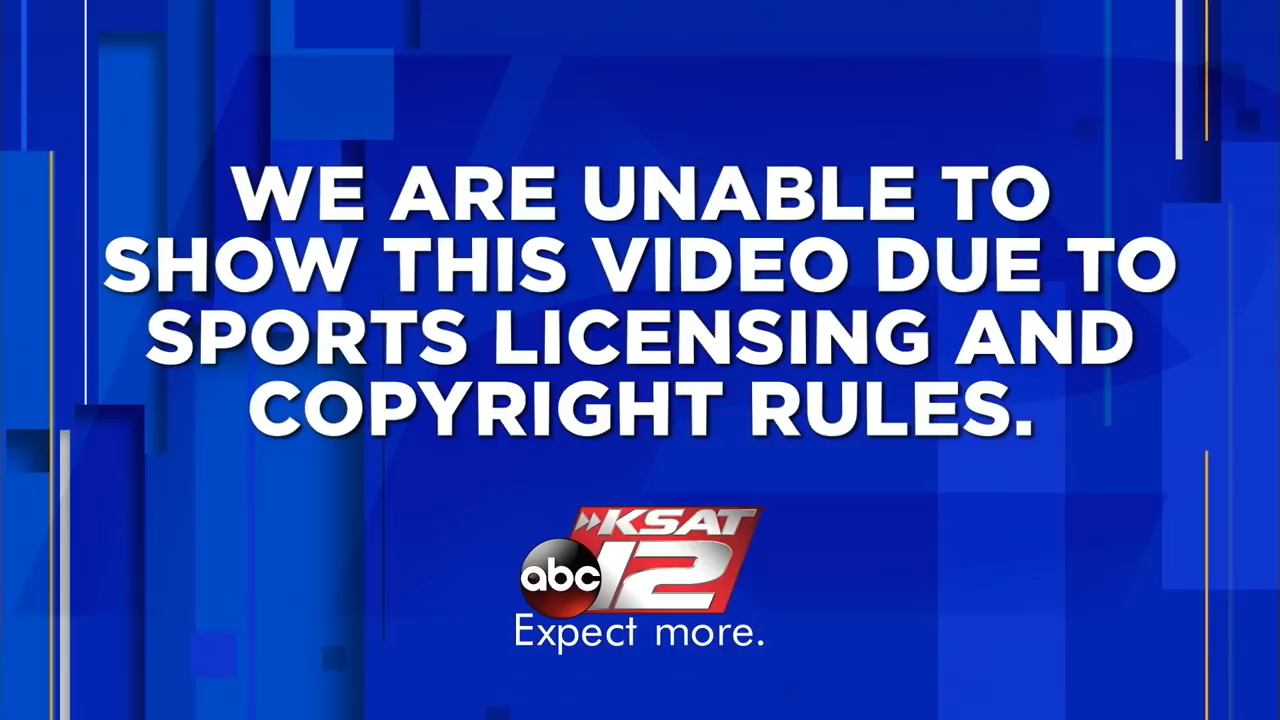 WE ARE UNABLE TO
SHOW THIS VIDEO DUE TO
SPORTS LICENSING AND
COPYRIGHT RULES.
KSAT
abc 12
Expect more.